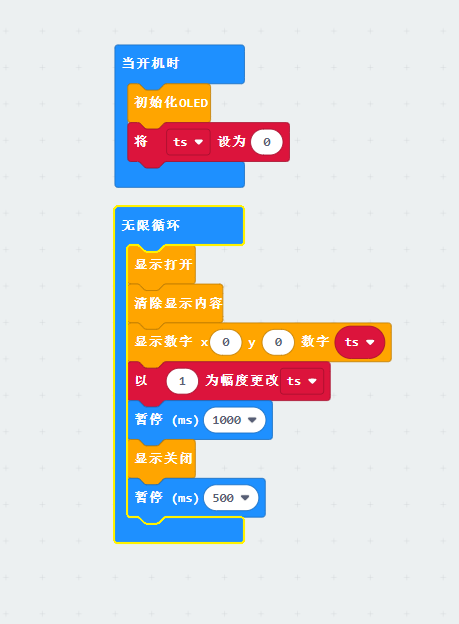 当开机时
初始化OLED
将 ts 设为 0
无限循环
显示打开
清除显示内容
显示数字 x 0 y 0 数字 ts
以 1 为幅度更改 ts
暂停 (ms) 1000
显示关闭
暂停 (ms) 500